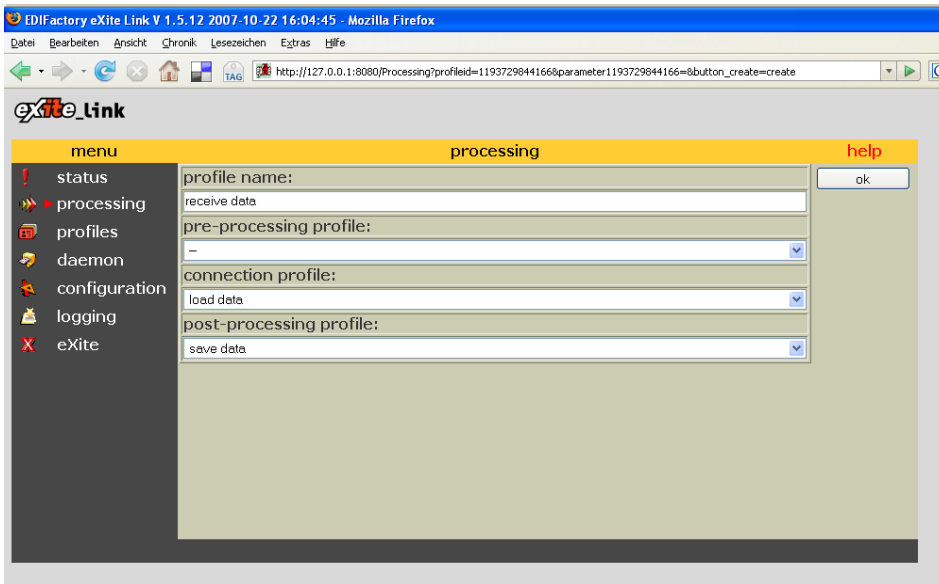 EDIFactory eXite Link V 1.5.12 2007-10-22 16:04:45 - Mozilla Firefox
Datei Bearbeiten Ansicht Chronik Lesezeichen Extras Hilfe
TAG http://127.0.0.1:8080/Processing?profileid=1193729844166&parameter1193729844166=&button_create=create
exite_link
menu processing help
status profile name: ok
processing receive data
profiles pre-processing profile:
daemon –
configuration connection profile:
load data
logging post-processing profile:
eXite save data